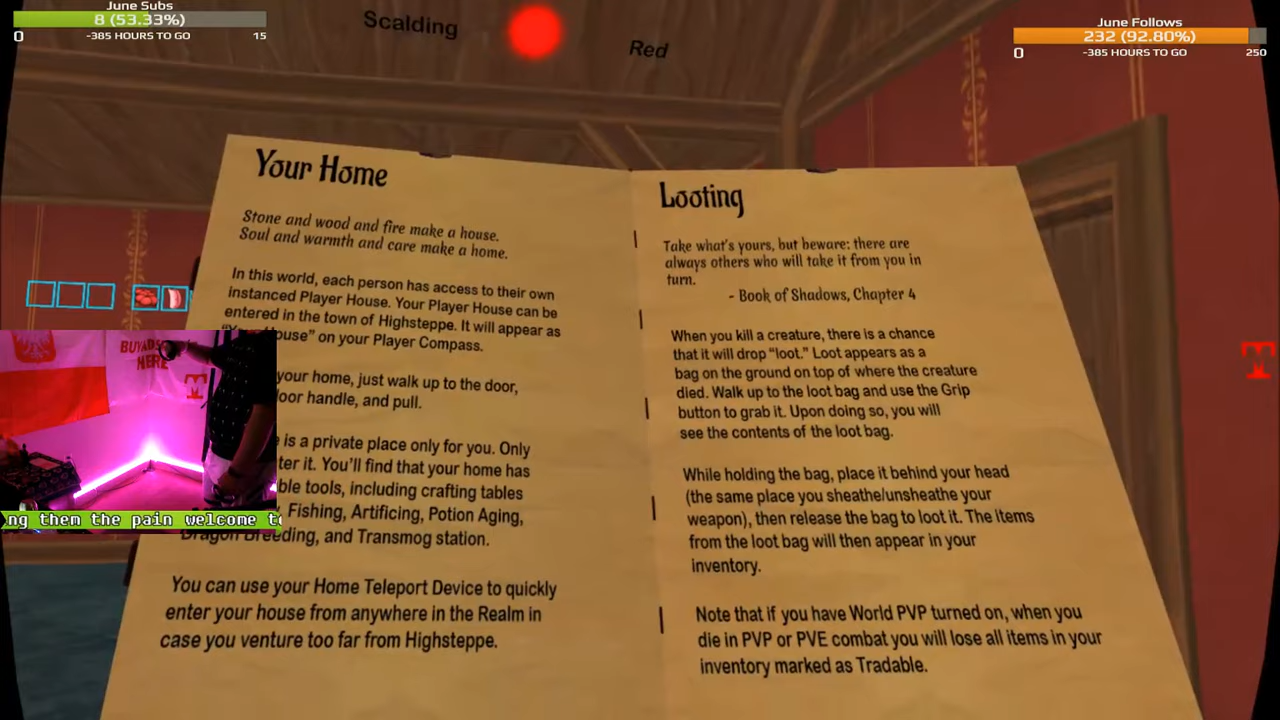 June Subs
8 (53.33%)
0 -385 HOURS TO GO 15
Scalding
Red
June Follows
232 (92.80%)
0 -385 HOURS TO GO 250
Your Home
Stone and wood and fire make a house.
Soul and warmth and care make a home.
In this world, each person has access to their own
instanced Player House. Your Player House can be
entered in the town of Highsteppe. It will appear as
House” on your Player Compass.
your home, just walk up to the door,
door handle, and pull.
is a private place only for you. Only
it. You’ll find that your home has
tools, including crafting tables
Fishing, Artificing, Potion Aging,
Dragon Breeding, and Transmog station.
You can use your Home Teleport Device to quickly
enter your house from anywhere in the Realm in
case you venture too far from Highsteppe.
Looting
Take what's yours, but beware: there are
always others who will take it from you in
turn.
- Book of Shadows, Chapter 4
When you kill a creature, there is a chance
that it will drop “loot.” Loot appears as a
bag on the ground on top of where the creature
died. Walk up to the loot bag and use the Grip
button to grab it. Upon doing so, you will
see the contents of the loot bag.
While holding the bag, place it behind your head
(the same place you sheathe/unsheathe your
weapon), then release the bag to loot it. The items
from the loot bag will then appear in your
inventory.
Note that if you have World PVP turned on, when you
die in PVP or PVE combat you will lose all items in your
inventory marked as Tradable.
HERE
them the pain welcome